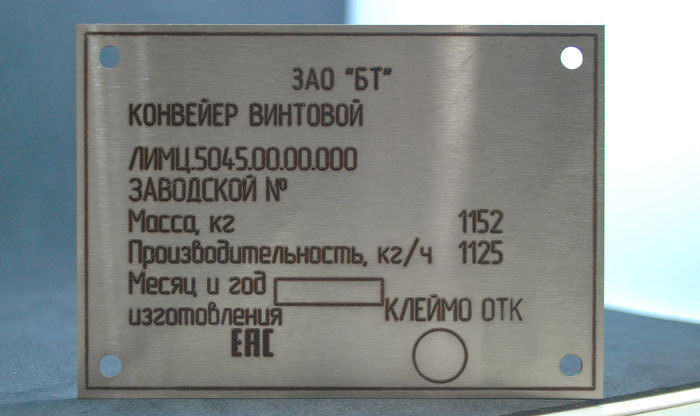 ЗАО "БТ"
КОНВЕЙЕР ВИНТОВОЙ
ЛИМЦ.5045.00.00.000
ЗАВОДСКОЙ №
Масса, кг 1152
Производительность, кг/ч 1125
Месяц и год
изготовления
КЛЕЙМО ОТК
ЕАС